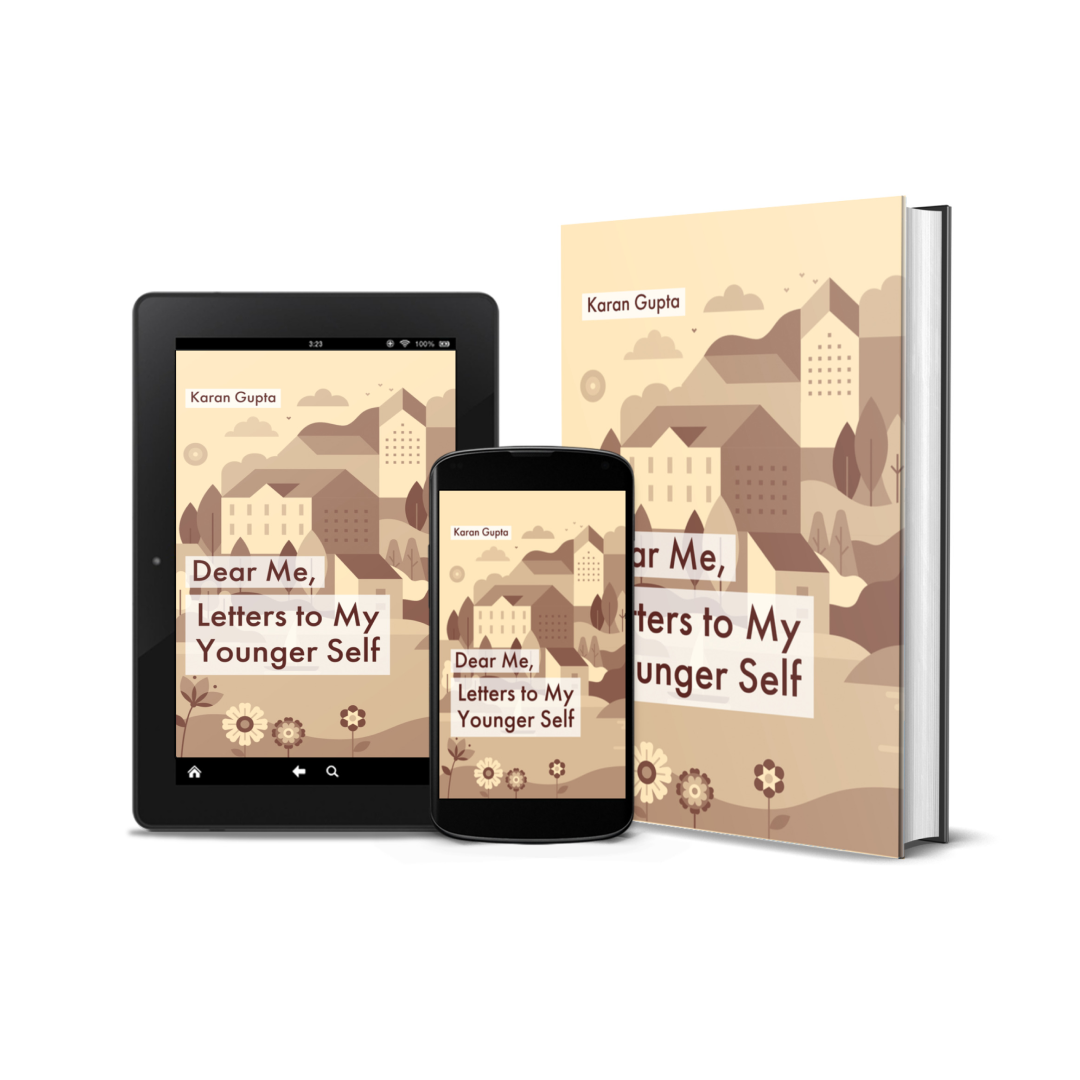 3:23 100%
Karan Gupta
Dear Me,
Letters to My
Younger Self
Karan Gupta
Dear Me,
Letters to My
Younger Self
Karan Gupta
ar Me,
ters to My
unger Self